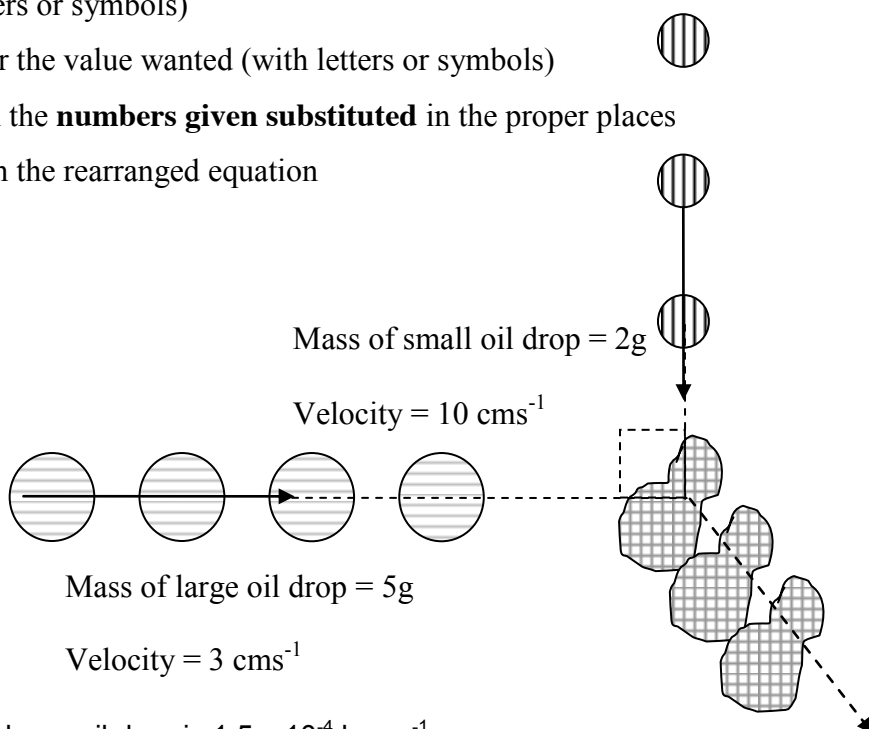 or symbols)
the value wanted (with letters or symbols)
the numbers given substituted in the proper places
the rearranged equation
Mass of small oil drop = 2g
Velocity = 10 cms⁻¹
Mass of large oil drop = 5g
Velocity = 3 cms⁻¹